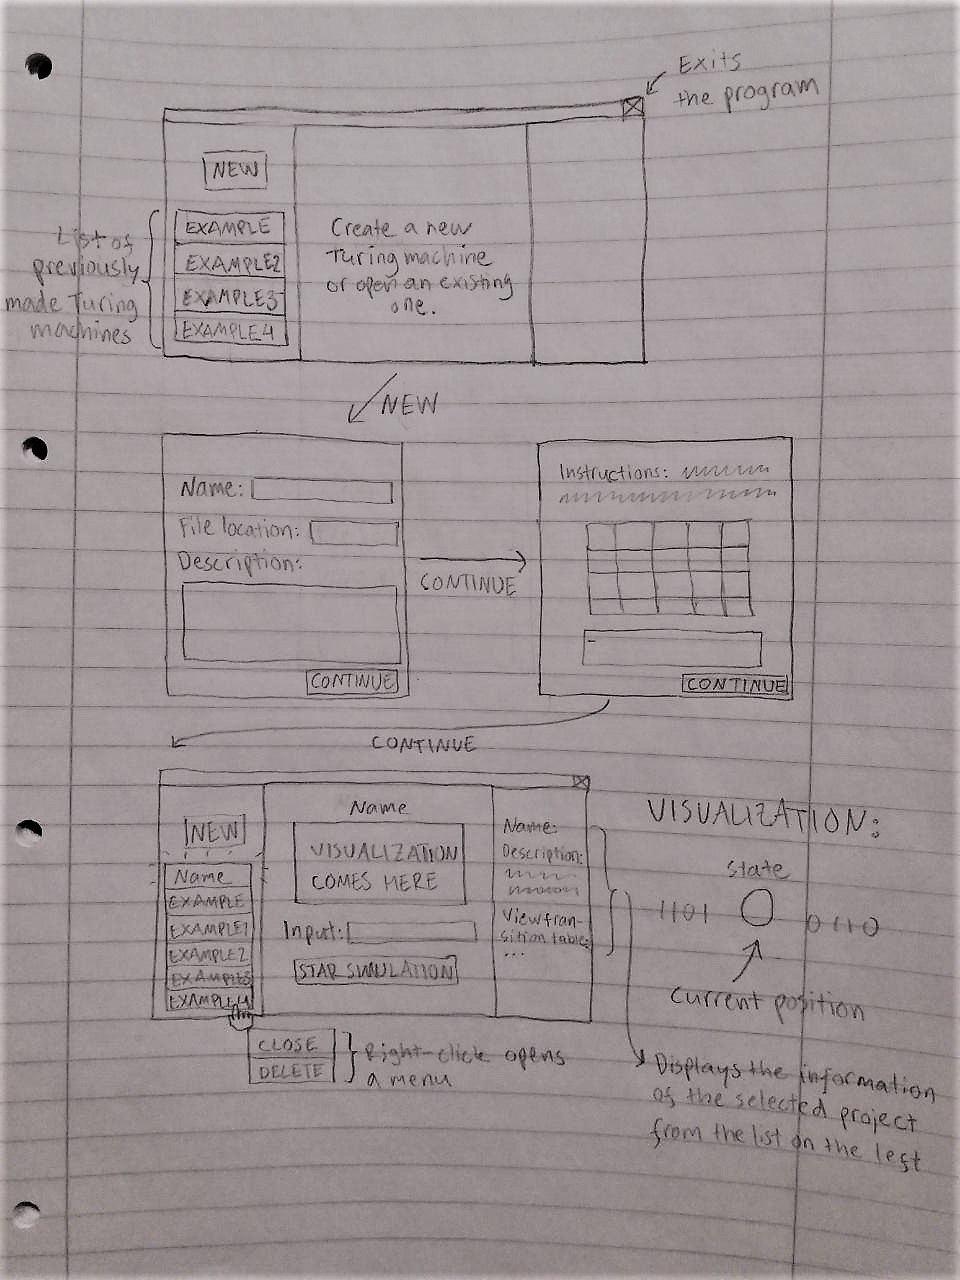 Exits
the program
NEW
List of
previously
made Turing
machines
EXAMPLE
EXAMPLE2
EXAMPLE3
EXAMPLE4
Create a new
Turing machine
or open an existing
one.
NEW
Name:
File location:
Description:
CONTINUE
CONTINUE
Instructions:
CONTINUE
CONTINUE
NEW
Name
EXAMPLE
EXAMPLE1
EXAMPLE2
EXAMPLE3
EXAMPLE4
Name
VISUALIZATION
COMES HERE
Input:
STAR SIMULATION
Name:
Description:
View tran-
sition table:
...
CLOSE
DELETE
Right-click opens
a menu
VISUALIZATION:
state
1101
0110
Current position
Displays the information
of the selected project
from the list on the left